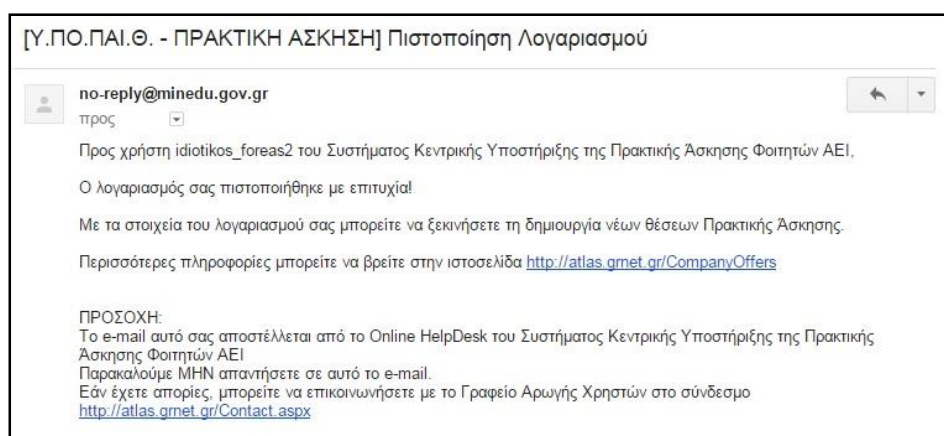 [Υ.ΠΟ.ΠΑΙ.Θ. - ΠΡΑΚΤΙΚΗ ΑΣΚΗΣΗ] Πιστοποίηση Λογαριασμού
no-reply@minedu.gov.gr
προς
Προς χρήστη idiotikos_foreas2 του Συστήματος Κεντρικής Υποστήριξης της Πρακτικής Άσκησης Φοιτητών ΑΕΙ,
Ο λογαριασμός σας πιστοποιήθηκε με επιτυχία!
Με τα στοιχεία του λογαριασμού σας μπορείτε να ξεκινήσετε τη δημιουργία νέων θέσεων Πρακτικής Άσκησης.
Περισσότερες πληροφορίες μπορείτε να βρείτε στην ιστοσελίδα http://atlas.grnet.gr/CompanyOffers
ΠΡΟΣΟΧΗ:
Το e-mail αυτό σας αποστέλλεται από το Online HelpDesk του Συστήματος Κεντρικής Υποστήριξης της Πρακτικής
Άσκησης Φοιτητών ΑΕΙ
Παρακαλούμε ΜΗΝ απαντήσετε σε αυτό το e-mail.
Εάν έχετε απορίες, μπορείτε να επικοινωνήσετε με το Γραφείο Αρωγής Χρηστών στο σύνδεσμο
http://atlas.grnet.gr/Contact.aspx